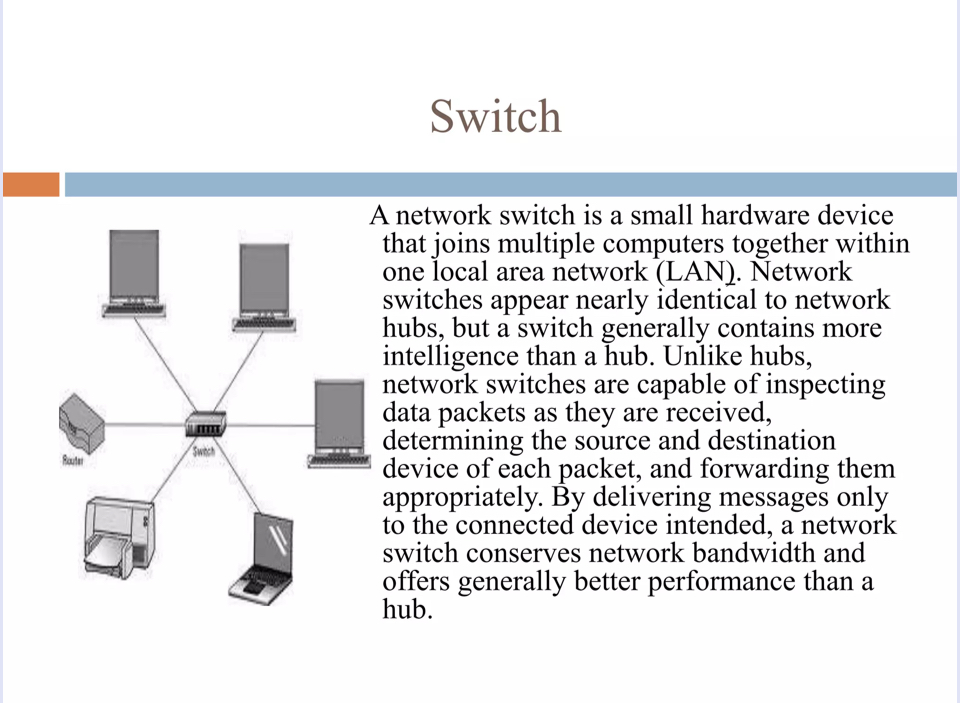 Switch
A network switch is a small hardware device
that joins multiple computers together within
one local area network (LAN). Network
switches appear nearly identical to network
hubs, but a switch generally contains more
intelligence than a hub. Unlike hubs,
network switches are capable of inspecting
data packets as they are received,
determining the source and destination
device of each packet, and forwarding them
appropriately. By delivering messages only
to the connected device intended, a network
switch conserves network bandwidth and
offers generally better performance than a
hub.
Router
Switch